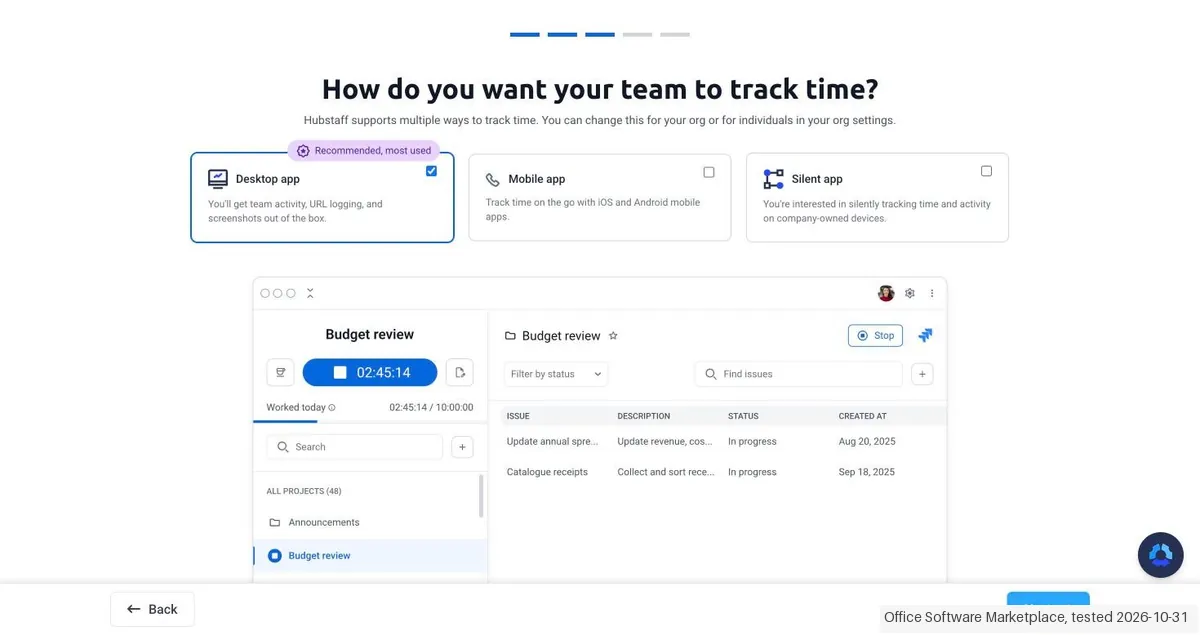 How do you want your team to track time?
Hubstaff supports multiple ways to track time. You can change this for your org or for individuals in your org settings.
Recommended, most used
Desktop app
You'll get team activity, URL logging, and
screenshots out of the box.
Mobile app
Track time on the go with iOS and Android mobile
apps.
Silent app
You're interested in silently tracking time and activity
on company-owned devices.
Budget review
02:45:14
Worked today
02:45:14 / 10:00:00
Search
ALL PROJECTS (48)
Announcements
Budget review
Budget review
Stop
Filter by status
Find issues
ISSUE DESCRIPTION STATUS CREATED AT
Update annual spre... Update revenue, cos... In progress Aug 20, 2025
Catalogue receipts Collect and sort rece... In progress Sep 18, 2025
Back
Office Software Marketplace, tested 2026-10-31